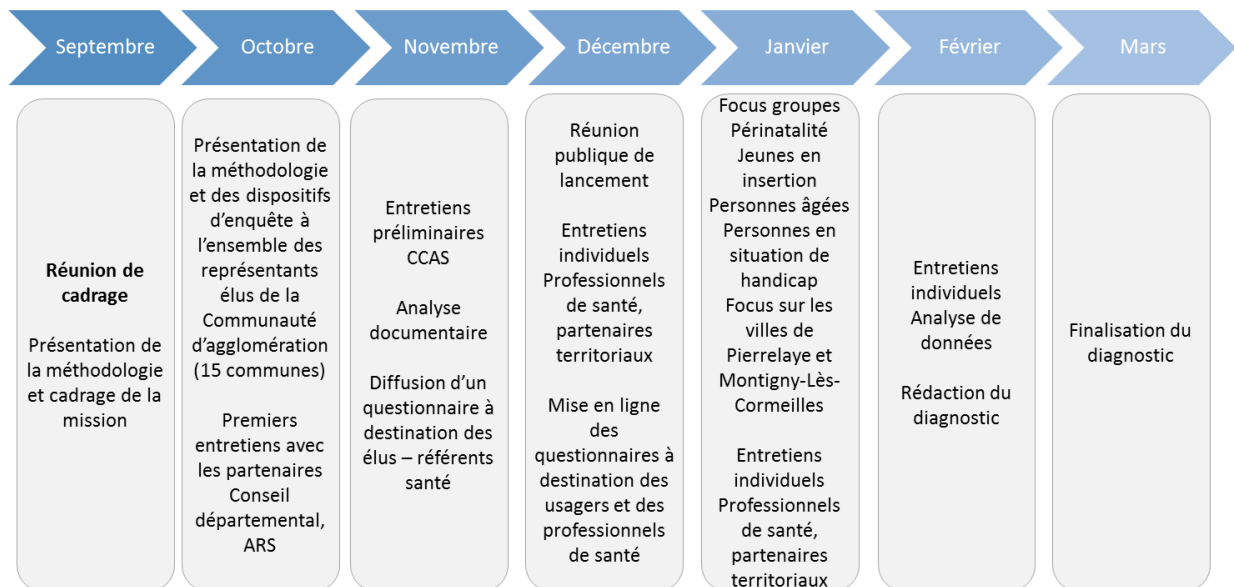 Septembre
Octobre
Novembre
Décembre
Janvier
Février
Mars
Réunion de
cadrage
Présentation de
la méthodologie
et cadrage de la
mission
Présentation de
la méthodologie
et des dispositifs
d’enquête à
l’ensemble des
représentants
élus de la
Communauté
d’agglomération
(15 communes)
Premiers
entretiens avec
les partenaires
Conseil
départemental,
ARS
Entretiens
préliminaires
CCAS
Analyse
documentaire
Diffusion d’un
questionnaire à
destination des
élus – référents
santé
Réunion
publique de
lancement
Entretiens
individuels
Professionnels
de santé,
partenaires
territoriaux
Mise en ligne
des
questionnaires à
destination des
usagers et des
professionnels
de santé
Focus groupes
Périnatalité
Jeunes en
insertion
Personnes âgées
Personnes en
situation de
handicap
Focus sur les
villes de
Pierrelaye et
Montigny-Lès-
Cormeilles
Entretiens
individuels
Professionnels
de santé,
partenaires
territoriaux
Entretiens
individuels
Analyse de
données
Rédaction du
diagnostic
Finalisation du
diagnostic